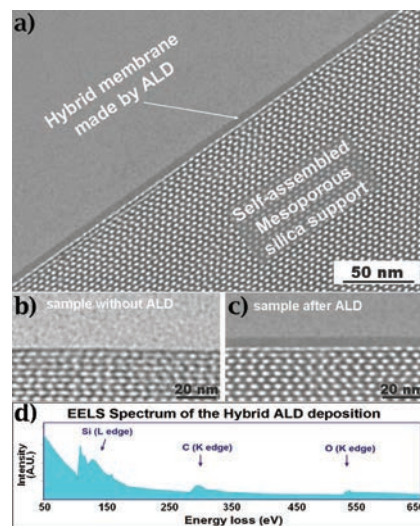 a)
Hybrid membrane
made by ALD
Self-assembled
Mesoporous
silica support
50 nm
b) sample without ALD
20 nm
c) sample after ALD
20 nm
d) EELS Spectrum of the Hybrid ALD deposition
Si (L edge)
C (K edge)
O (K edge)
Intensity
(A.U.)
50 150 250 350 450 550 650
Energy loss (eV)